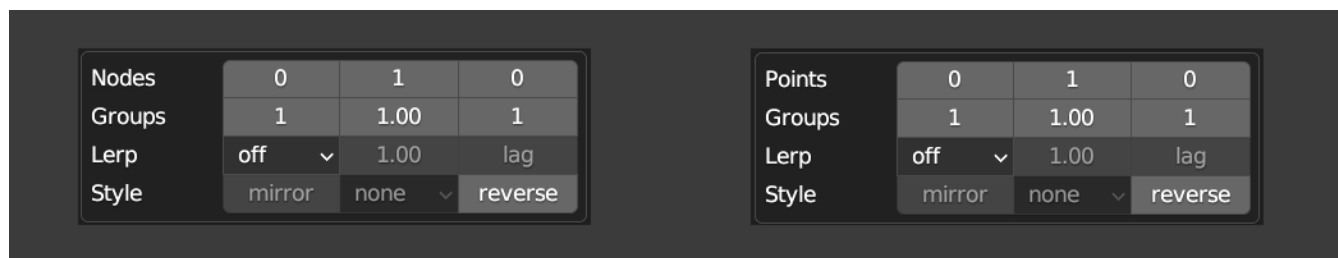 Nodes 0 1 0
Groups 1 1.00 1
Lerp off 1.00 lag
Style mirror none reverse
Points 0 1 0
Groups 1 1.00 1
Lerp off 1.00 lag
Style mirror none reverse